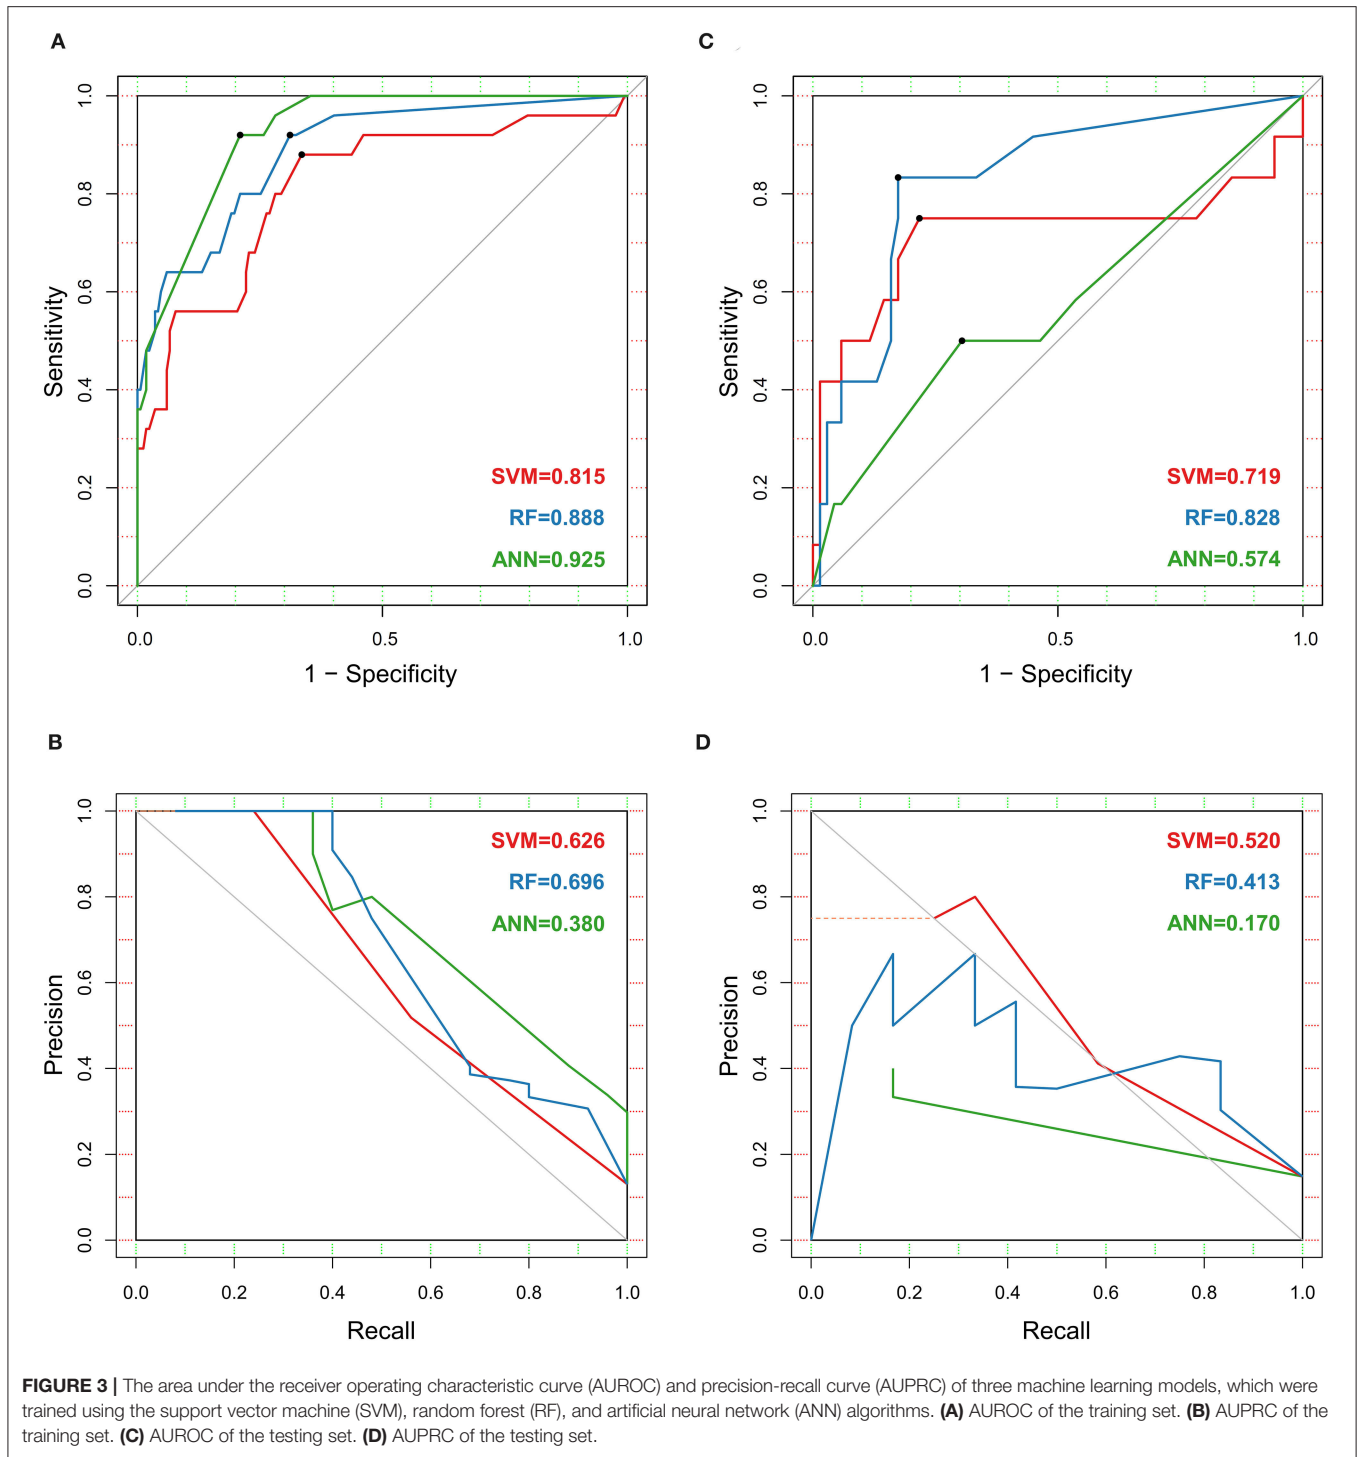 A
1.0
0.8
0.6
0.4
0.2
0.0
Sensitivity
SVM=0.815
RF=0.888
ANN=0.925
0.0 0.5 1.0
1 − Specificity
C
1.0
0.8
0.6
0.4
0.2
0.0
Sensitivity
SVM=0.719
RF=0.828
ANN=0.574
0.0 0.5 1.0
1 − Specificity
B
1.0
0.8
0.6
0.4
0.2
0.0
Precision
SVM=0.626
RF=0.696
ANN=0.380
0.0 0.2 0.4 0.6 0.8 1.0
Recall
D
1.0
0.8
0.6
0.4
0.2
0.0
Precision
SVM=0.520
RF=0.413
ANN=0.170
0.0 0.2 0.4 0.6 0.8 1.0
Recall
FIGURE 3 | The area under the receiver operating characteristic curve (AUROC) and precision-recall curve (AUPRC) of three machine learning models, which were
trained using the support vector machine (SVM), random forest (RF), and artificial neural network (ANN) algorithms. (A) AUROC of the training set. (B) AUPRC of the
training set. (C) AUROC of the testing set. (D) AUPRC of the testing set.